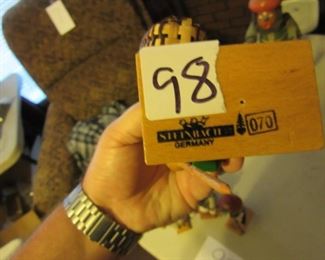 98
STEINBACH
070
GERMANY